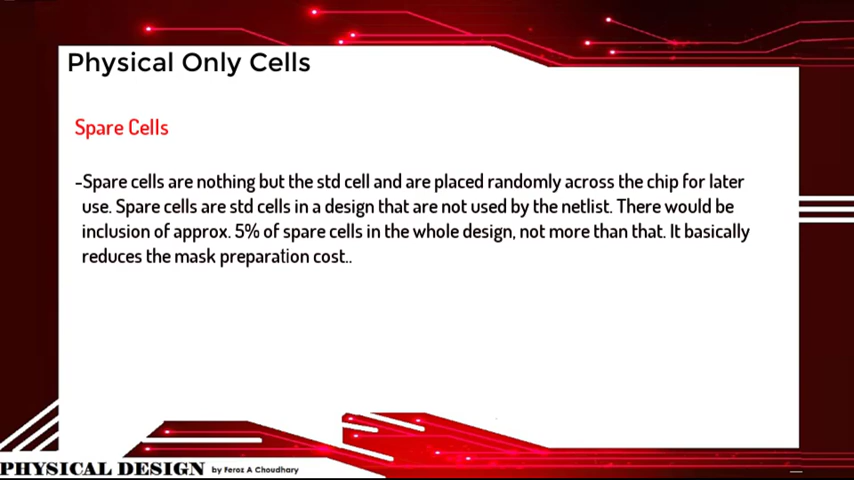 Physical Only Cells
Spare Cells
-Spare cells are nothing but the std cell and are placed randomly across the chip for later
use. Spare cells are std cells in a design that are not used by the netlist. There would be
inclusion of approx. 5% of spare cells in the whole design, not more than that. It basically
reduces the mask preparation cost..
PHYSICAL DESIGN by Feroz A Choudhary